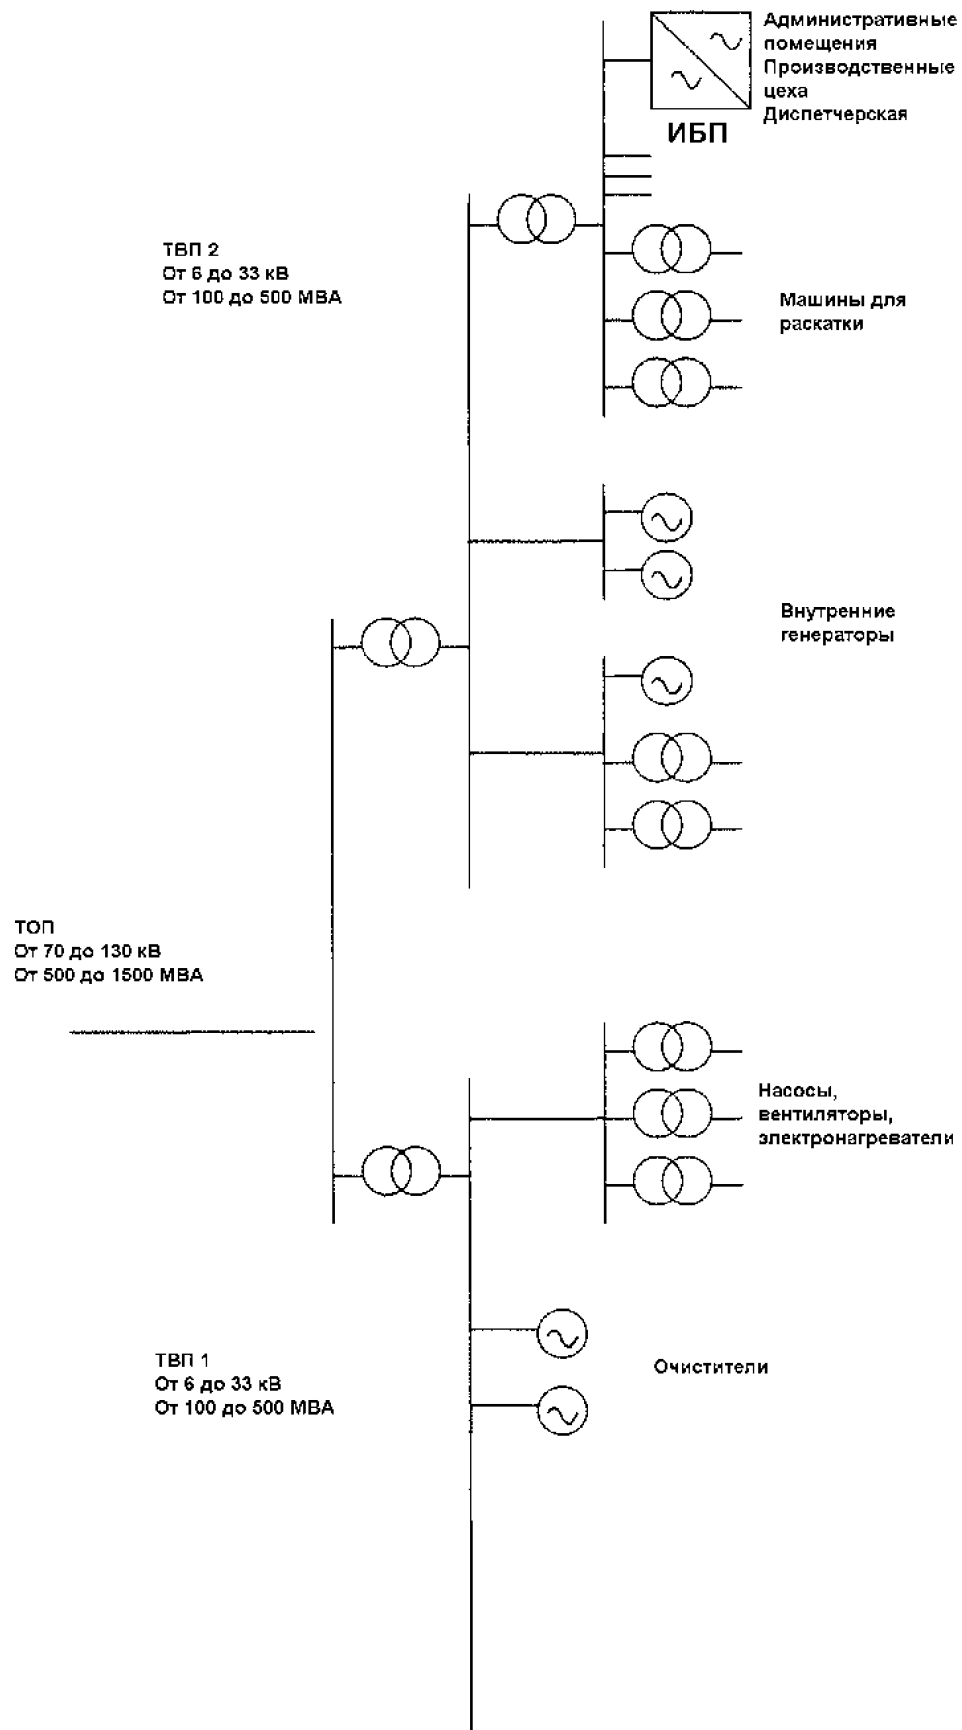 Административные
помещения
Производственные
цеха
Диспетчерская
ИБП
ТВП 2
От 6 до 33 кВ
От 100 до 500 МВА
Машины для
раскатки
Внутренние
генераторы
ТОП
От 70 до 130 кВ
От 500 до 1500 МВА
Насосы,
вентиляторы,
электронагреватели
ТВП 1
От 6 до 33 кВ
От 100 до 500 МВА
Очистители